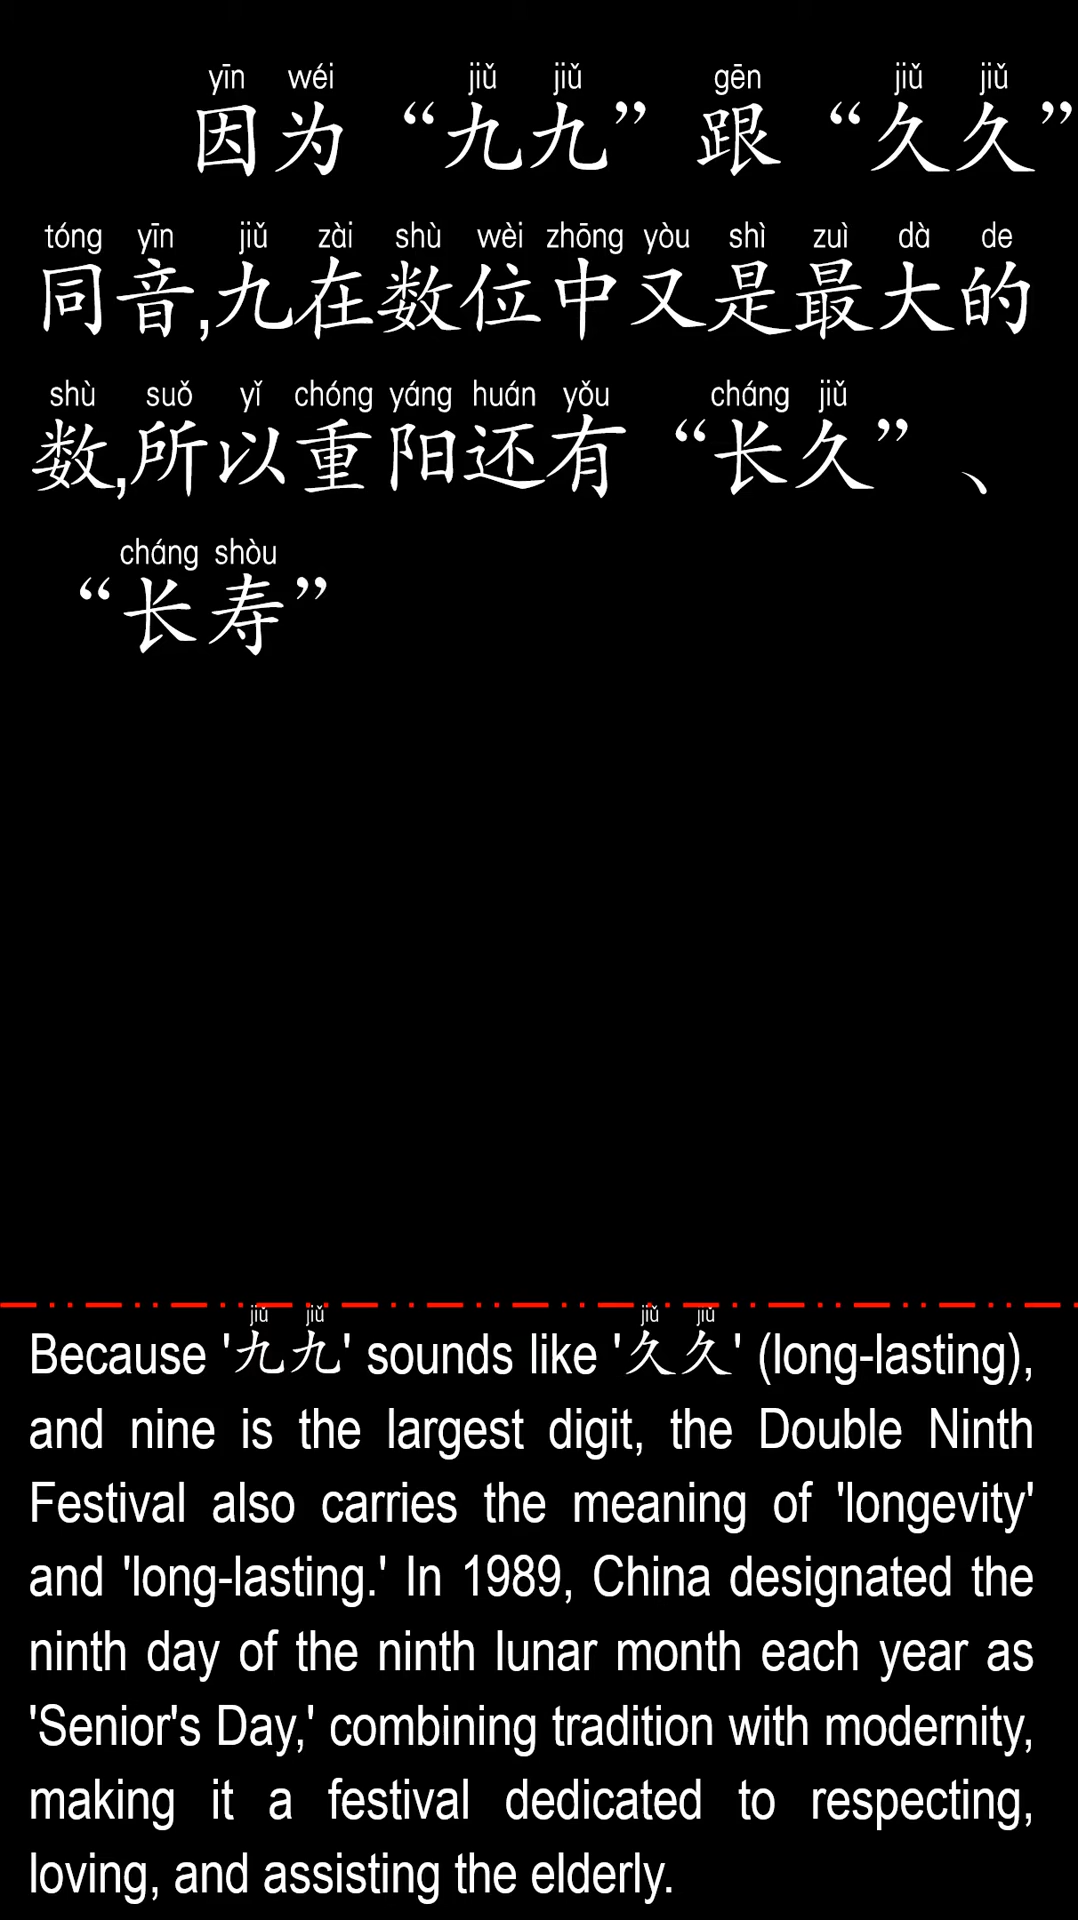 yīn wéi jiǔ jiǔ gēn jiǔ jiǔ
因为“九九”跟“久久”
tóng yīn jiǔ zài shù wèi zhōng yòu shì zuì dà de
同音,九在数位中又是最大的
shù suǒ yǐ chóng yáng huán yǒu cháng jiǔ
数,所以重阳还有“长久”、
cháng shòu
“长寿”
jiǔ jiǔ jiǔ jiǔ
Because '九九' sounds like '久久' (long-lasting),
and nine is the largest digit, the Double Ninth
Festival also carries the meaning of 'longevity'
and 'long-lasting.' In 1989, China designated the
ninth day of the ninth lunar month each year as
'Senior's Day,' combining tradition with modernity,
making it a festival dedicated to respecting,
loving, and assisting the elderly.